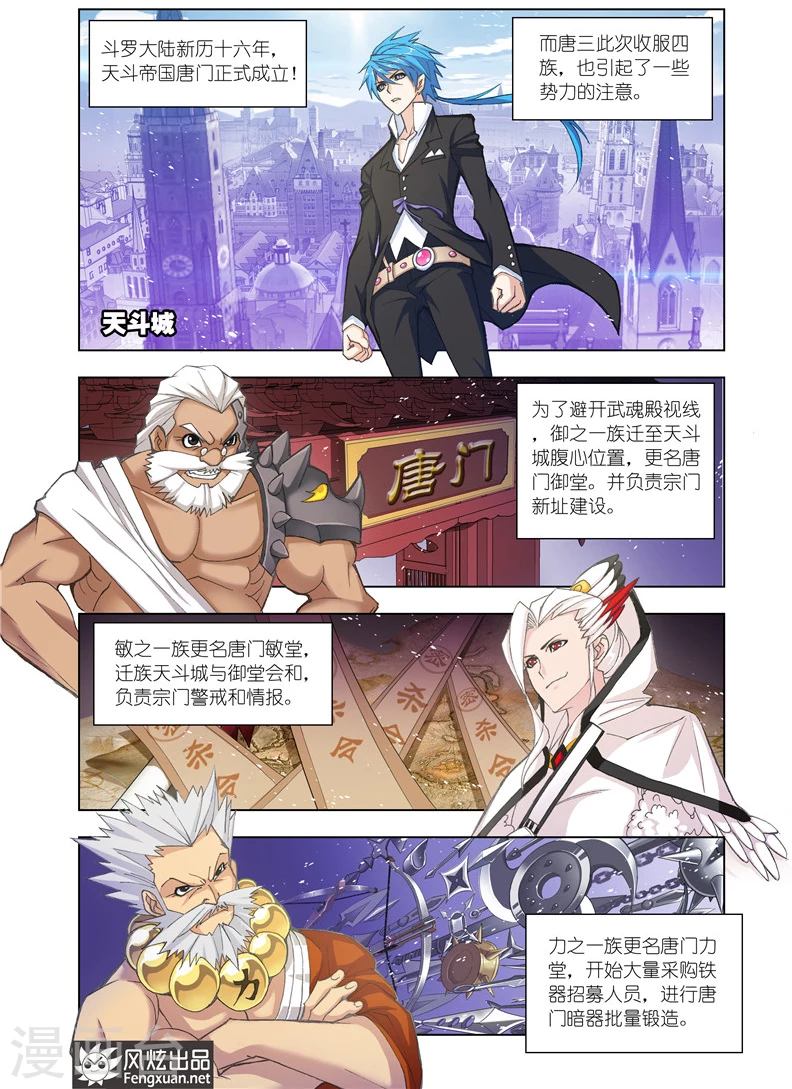 斗罗大陆新历十六年，
天斗帝国唐门正式成立！
而唐三此次收服四
族，也引起了一些
势力的注意。
天斗城
为了避开武魂殿视线
，御之一族迁至天斗
城腹心位置，更名唐
门御堂。并负责宗门
新址建设。
唐门
敏之一族更名唐门敏堂，
迁族天斗城与御堂会和，
负责宗门警戒和情报。
杀
杀
杀
力之一族更名唐门力
堂，开始大量采购铁
器招募人员，进行唐
门暗器批量锻造。
力
漫画台
风炫出品
Fengxuan.net